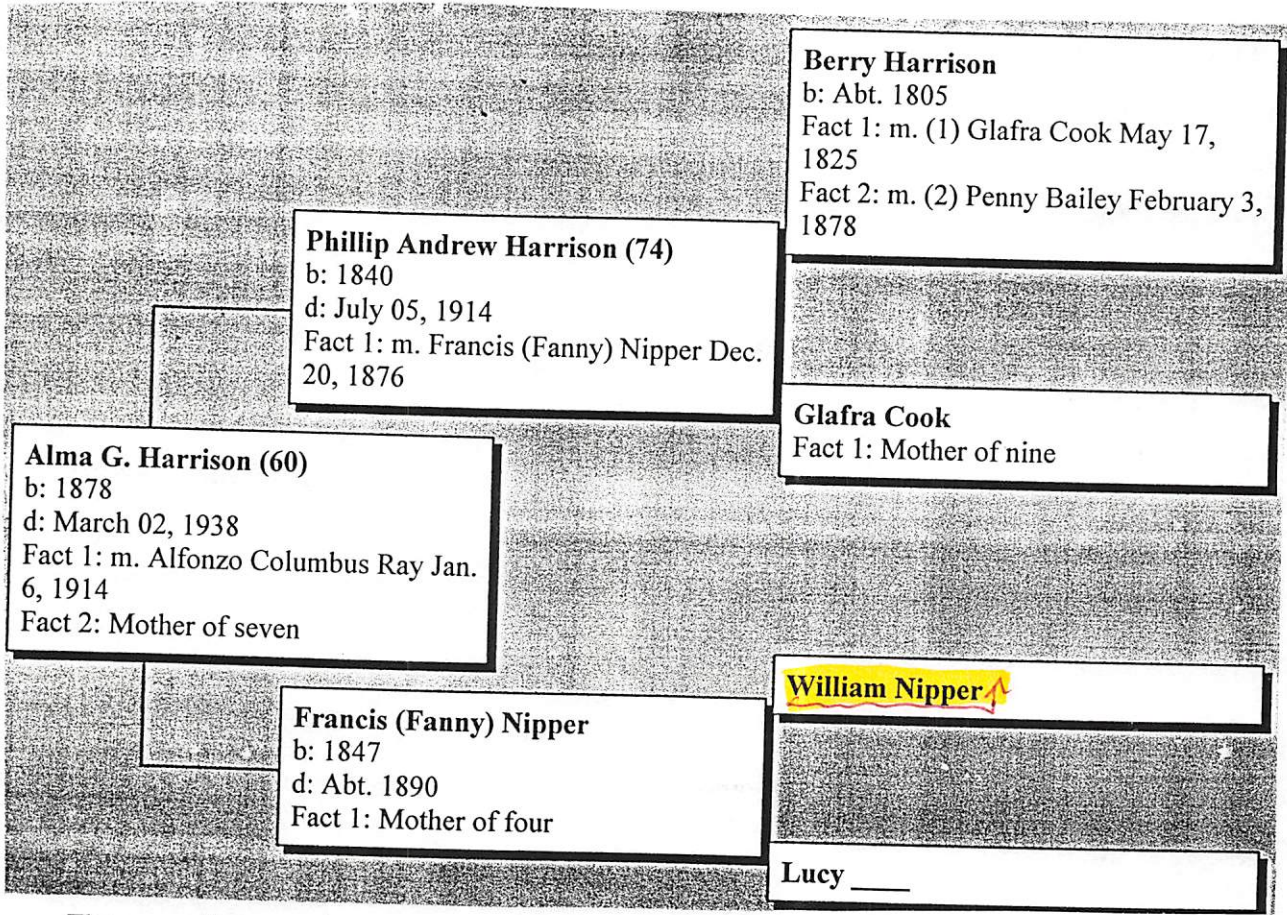 Berry Harrison
b: Abt. 1805
Fact 1: m. (1) Glafra Cook May 17,
1825
Fact 2: m. (2) Penny Bailey February 3,
1878
Phillip Andrew Harrison (74)
b: 1840
d: July 05, 1914
Fact 1: m. Francis (Fanny) Nipper Dec.
20, 1876
Glafra Cook
Fact 1: Mother of nine
Alma G. Harrison (60)
b: 1878
d: March 02, 1938
Fact 1: m. Alfonzo Columbus Ray Jan.
6, 1914
Fact 2: Mother of seven
William Nipper
Francis (Fanny) Nipper
b: 1847
d: Abt. 1890
Fact 1: Mother of four
Lucy ____